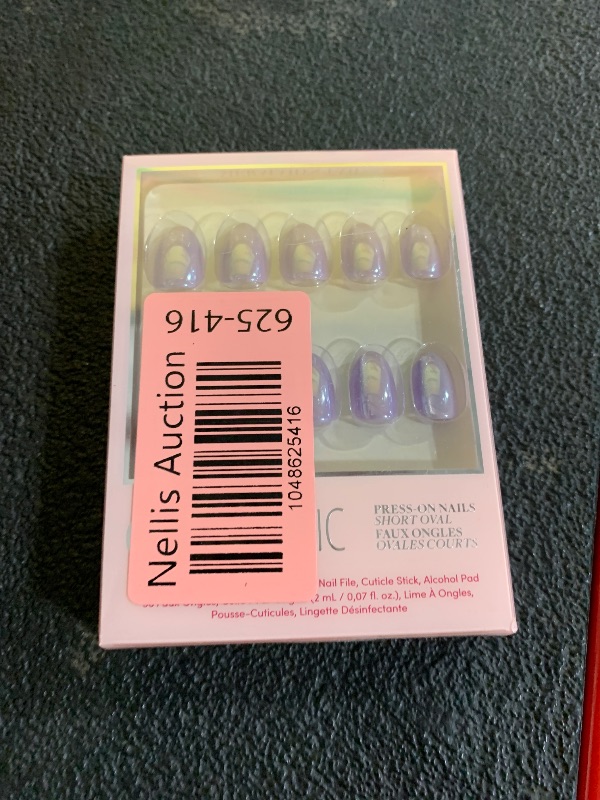 625-416
Nellis Auction
1048625416
IC
PRESS-ON NAILS
SHORT OVAL
FAUX ONGLES
OVALES COURTS
Nail File, Cuticle Stick, Alcohol Pad
(2 mL / 0,07 fl. oz.), Lime À Ongles,
Pousse-Cuticules, Lingette Désinfectante